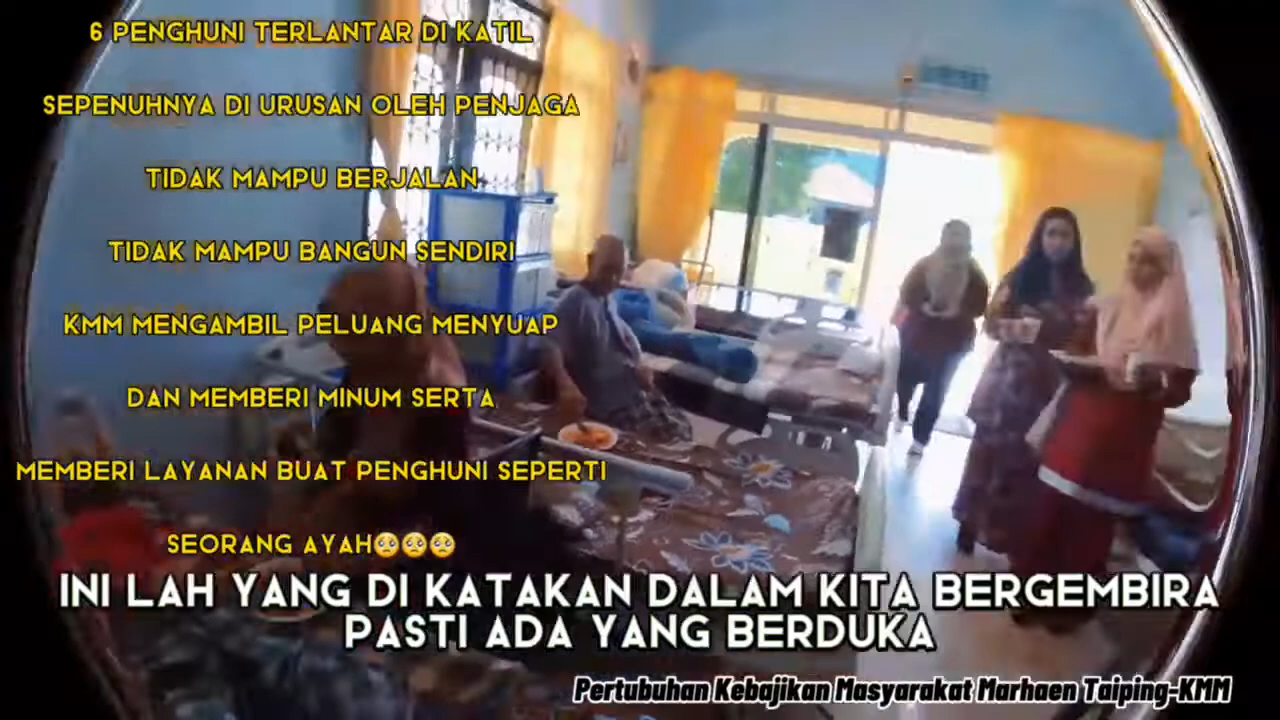 6 PENGHUNI TERLANTAR DI KATIL
SEPENUHNYA DI URUSAN OLEH PENJAGA
TIDAK MAMPU BERJALAN
TIDAK MAMPU BANGUN SENDIRI
KMM MENGAMBIL PELUANG MENYUAP
DAN MEMBERI MINUM SERTA
MEMBERI LAYANAN BUAT PENGHUNI SEPERTI
SEORANG AYAH🥺🥺🥺
INI LAH YANG DI KATAKAN DALAM KITA BERGEMBIRA
PASTI ADA YANG BERDUKA
Pertubuhan Kebajikan Masyarakat Marhaen Taiping-KMM